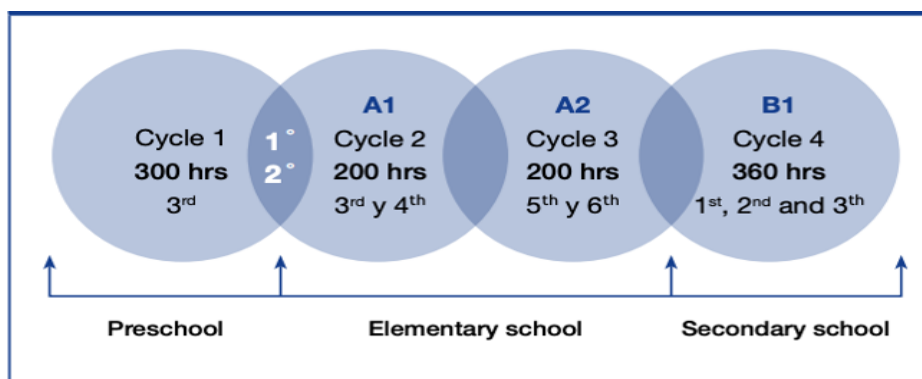 Cycle 1
300 hrs
3rd
1°
2°
A1
Cycle 2
200 hrs
3rd y 4th
A2
Cycle 3
200 hrs
5th y 6th
B1
Cycle 4
360 hrs
1st, 2nd and 3th
Preschool
Elementary school
Secondary school